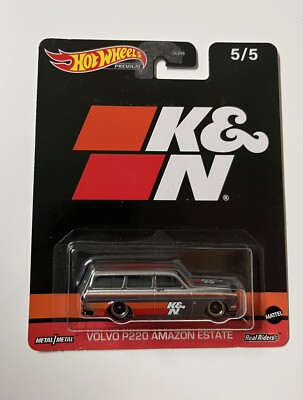 HOT WHEELS
PREMIUM
5/5
K&
N®
K&N
VOLVO P220 AMAZON ESTATE
METAL/METAL
Real Riders
MATTEL